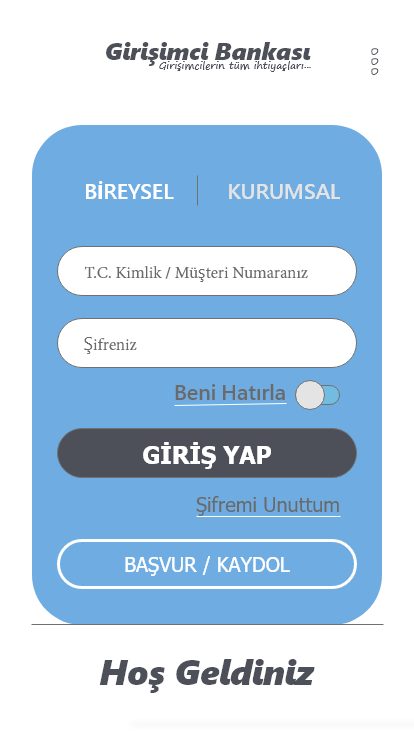 Girişimci Bankası
Girişimcilerin tüm ihtiyaçları...
BİREYSEL
KURUMSAL
T.C. Kimlik / Müşteri Numaranız
Şifreniz
Beni Hatırla
GİRİŞ YAP
Şifremi Unuttum
BAŞVUR / KAYDOL
Hoş Geldiniz